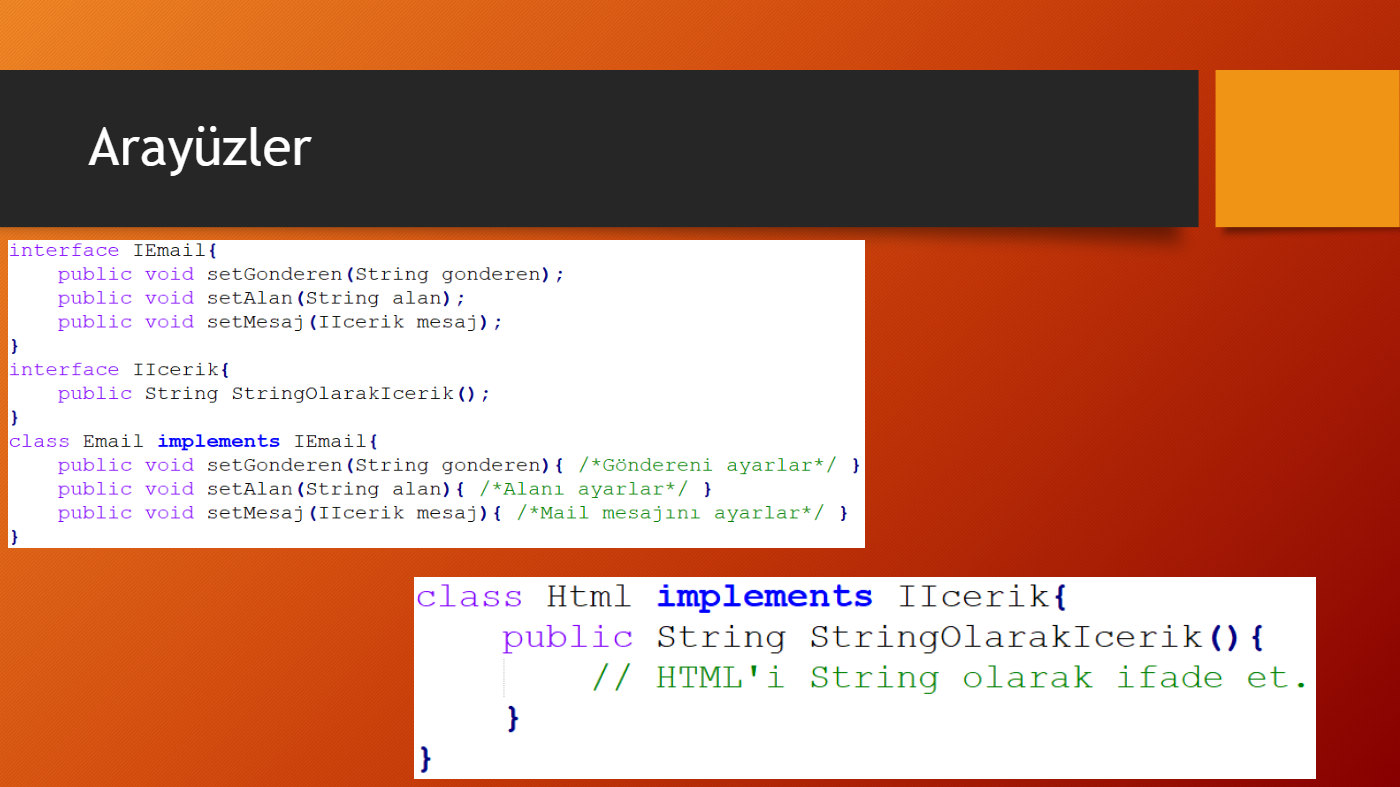 Arayüzler
interface IEmail{
    public void setGonderen(String gonderen);
    public void setAlan(String alan);
    public void setMesaj(IIcerik mesaj);
}
interface IIcerik{
    public String StringOlarakIcerik();
}
class Email implements IEmail{
    public void setGonderen(String gonderen){ /*Göndereni ayarlar*/ }
    public void setAlan(String alan){ /*Alanı ayarlar*/ }
    public void setMesaj(IIcerik mesaj){ /*Mail mesajını ayarlar*/ }
}
class Html implements IIcerik{
    public String StringOlarakIcerik(){
        // HTML'i String olarak ifade et.
    }
}